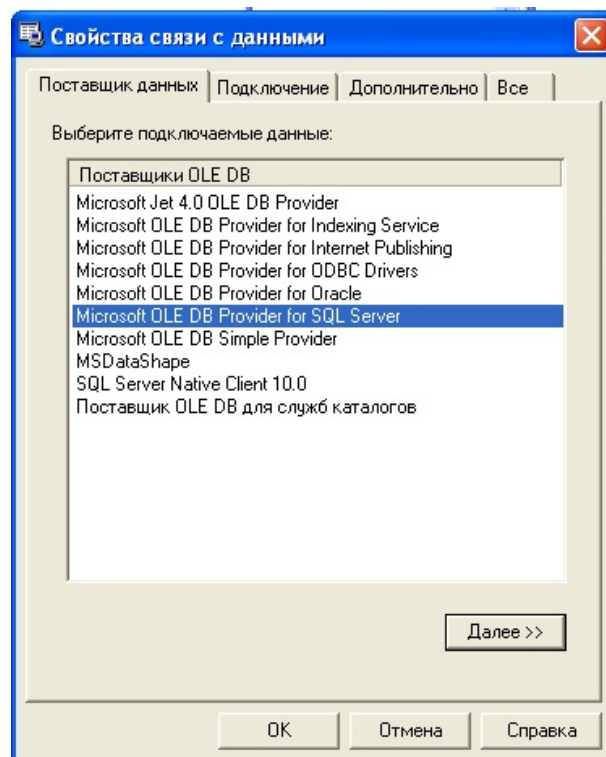 Свойства связи с данными
Поставщик данных Подключение Дополнительно Все
Выберите подключаемые данные:
Поставщики OLE DB
Microsoft Jet 4.0 OLE DB Provider
Microsoft OLE DB Provider for Indexing Service
Microsoft OLE DB Provider for Internet Publishing
Microsoft OLE DB Provider for ODBC Drivers
Microsoft OLE DB Provider for Oracle
Microsoft OLE DB Provider for SQL Server
Microsoft OLE DB Simple Provider
MSDataShape
SQL Server Native Client 10.0
Поставщик OLE DB для служб каталогов
Далее >>
OK Отмена Справка